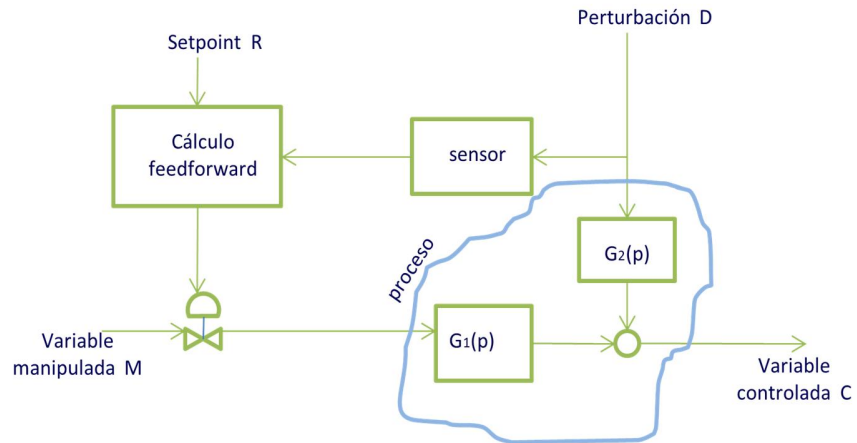 Perturbación D
Setpoint R
Cálculo
feedforward
sensor
G2(p)
proceso
G1(p)
Variable
manipulada M
Variable
controlada C